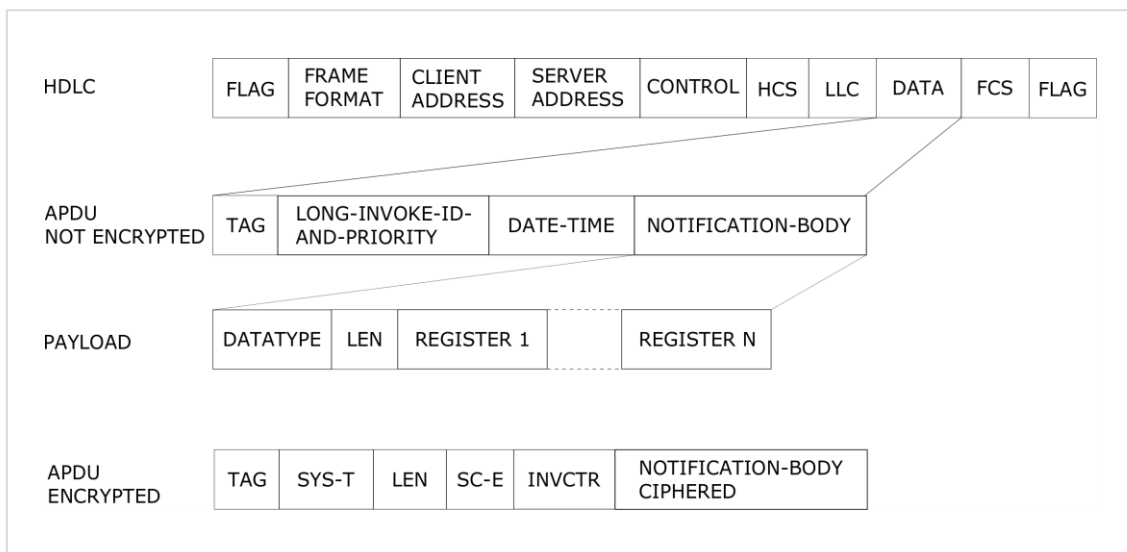 HDLC
FLAG
FRAME
FORMAT
CLIENT
ADDRESS
SERVER
ADDRESS
CONTROL
HCS
LLC
DATA
FCS
FLAG
APDU
NOT ENCRYPTED
TAG
LONG-INVOKE-ID-
AND-PRIORITY
DATE-TIME
NOTIFICATION-BODY
PAYLOAD
DATATYPE
LEN
REGISTER 1
REGISTER N
APDU
ENCRYPTED
TAG
SYS-T
LEN
SC-E
INVCTR
NOTIFICATION-BODY
CIPHERED